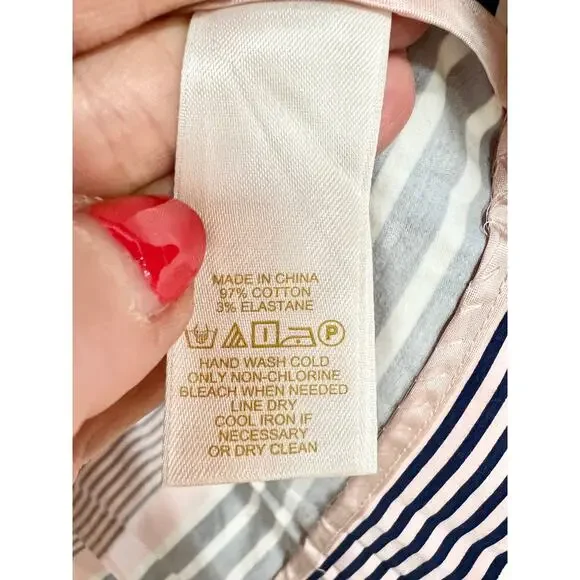 MADE IN CHINA
97% COTTON
3% ELASTANE
P
HAND WASH COLD
ONLY NON-CHLORINE
BLEACH WHEN NEEDED
LINE DRY
COOL IRON IF
NECESSARY
OR DRY CLEAN